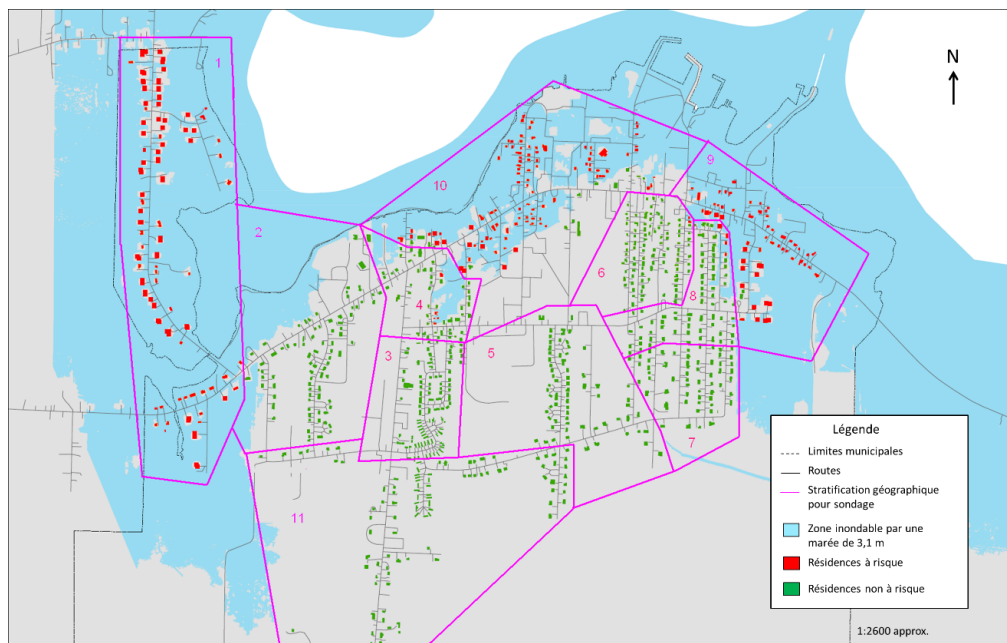 1
N
9
10
2
6
4
8
3
5
7
11
Légende
Limites municipales
Routes
Stratification géographique
pour sondage
Zone inondable par une
marée de 3,1 m
Résidences à risque
Résidences non à risque
1:2600 approx.